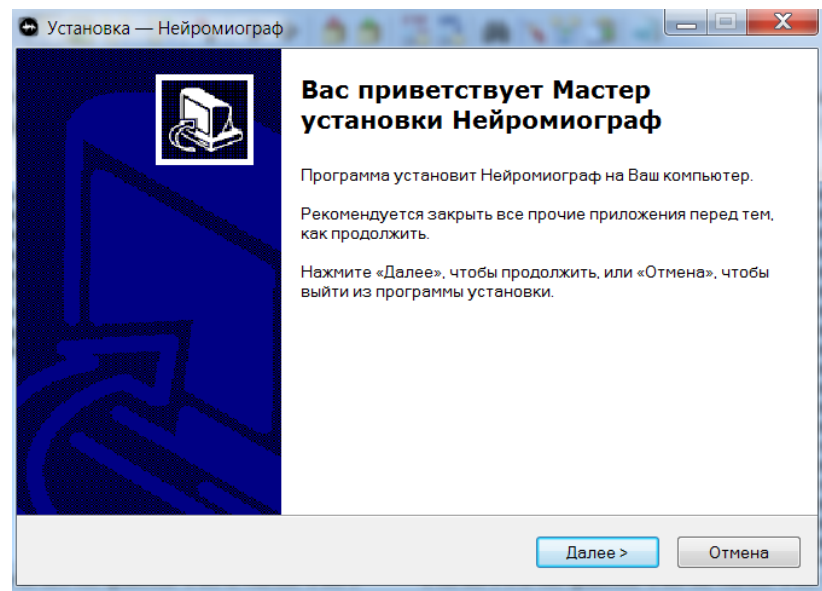 Установка — Нейромиограф
Вас приветствует Мастер
установки Нейромиограф
Программа установит Нейромиограф на Ваш компьютер.
Рекомендуется закрыть все прочие приложения перед тем,
как продолжить.
Нажмите «Далее», чтобы продолжить, или «Отмена», чтобы
выйти из программы установки.
Далее >
Отмена